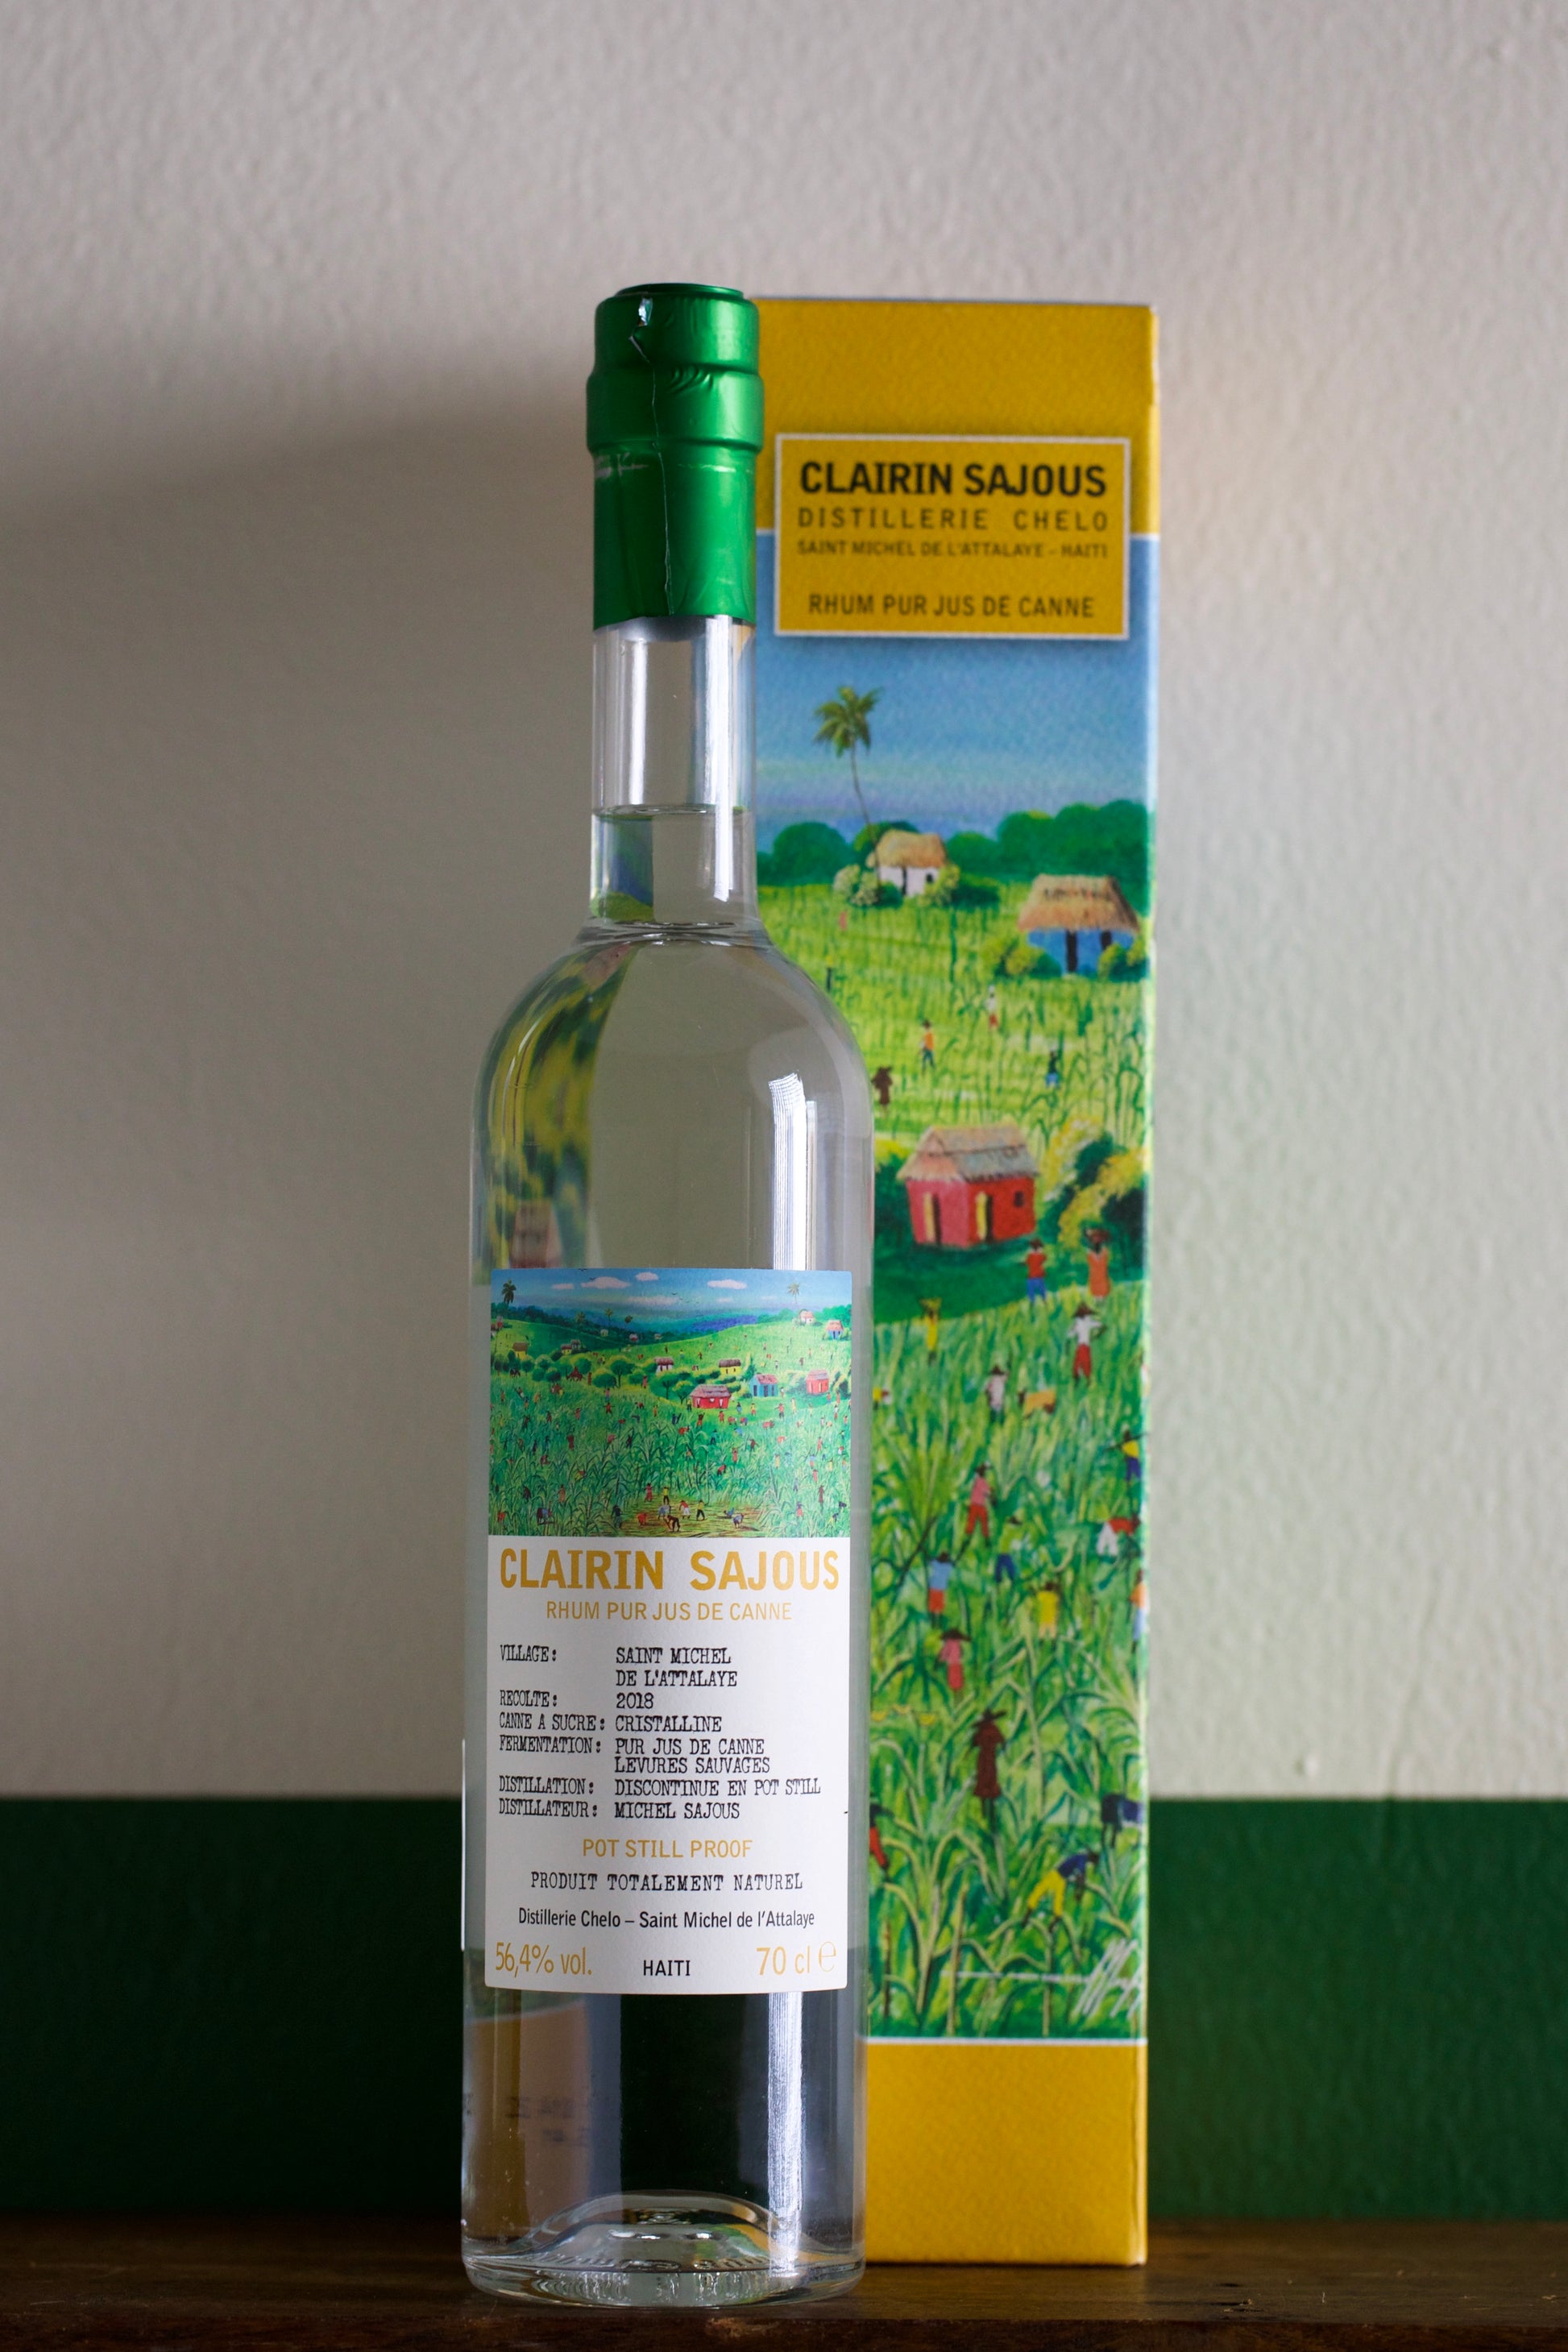 CLAIRIN SAJOUS
DISTILLERIE CHELO
SAINT MICHEL DE L'ATTALAYE - HAITI
RHUM PUR JUS DE CANNE
CLAIRIN SAJOUS
RHUM PUR JUS DE CANNE
VILLAGE: SAINT MICHEL
DE L'ATTALAYE
RECOLTE: 2018
CANNE A SUCRE: CRISTALLINE
FERMENTATION: PUR JUS DE CANNE
LEVURES SAUVAGES
DISTILLATION: DISCONTINUE EN POT STILL
DISTILLATEUR: MICHEL SAJOUS
POT STILL PROOF
PRODUIT TOTALEMENT NATUREL
Distillerie Chelo – Saint Michel de l'Attalaye
56,4% vol. HAITI 70 cl ℮